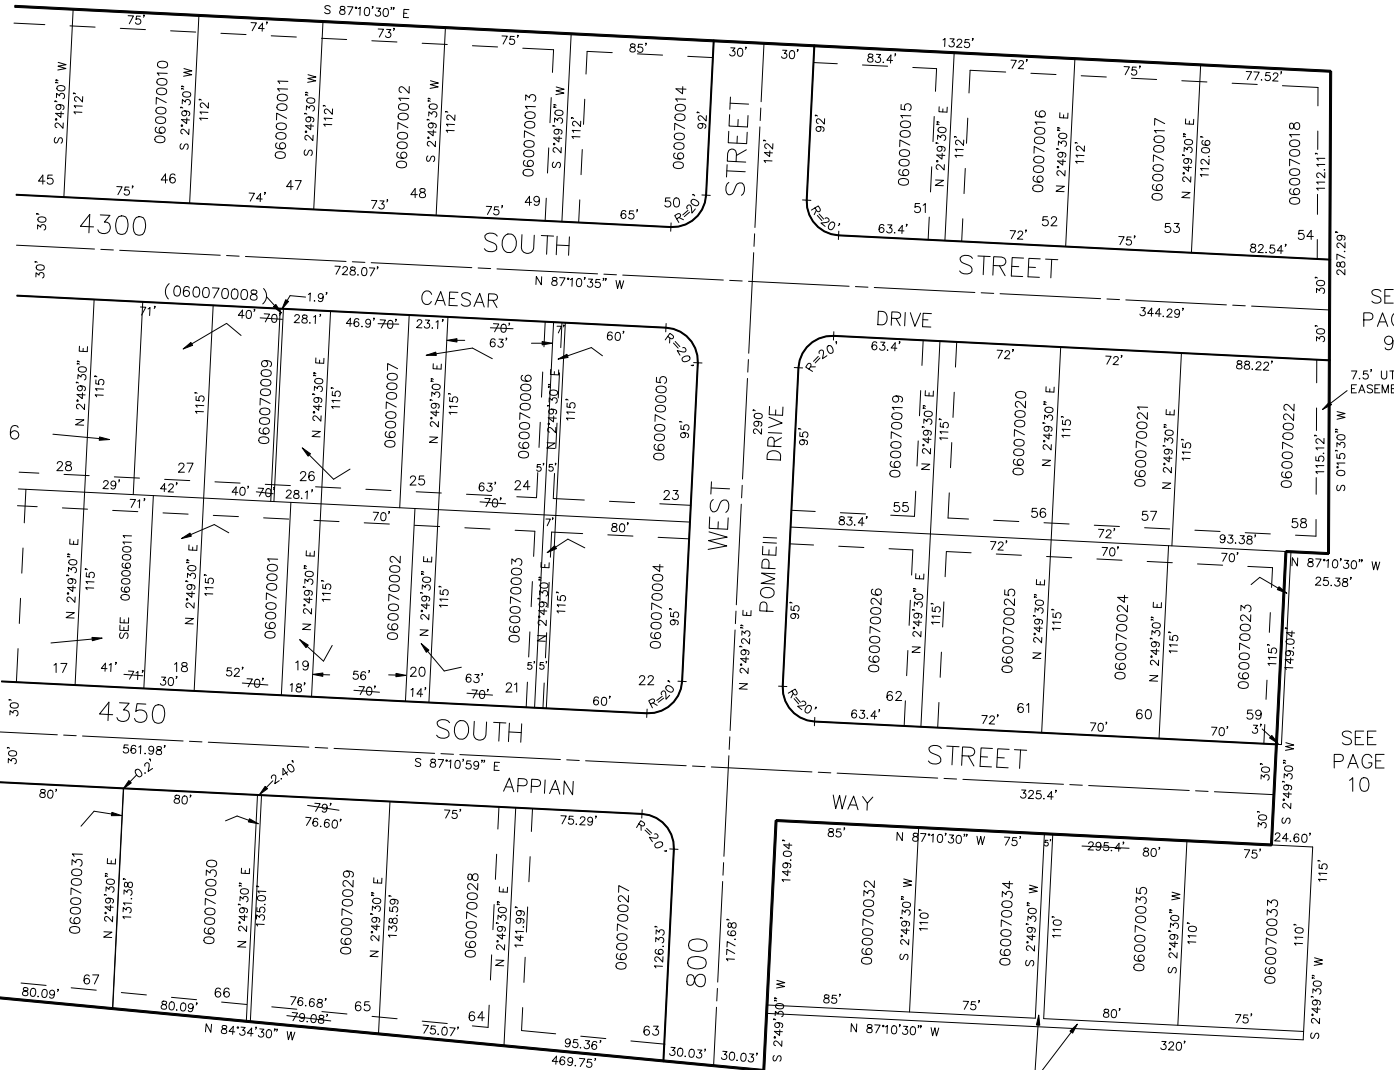 S 87°10'30" E
75' 74' 73' 75' 85' 30' 30' 1325' 83.4' 72' 75' 77.52'
S 2°49'30" W 112' 060070010 S 2°49'30" W 112' 060070011 S 2°49'30" W 112' 060070012 S 2°49'30" W 112' 060070013 S 2°49'30" W 112' 060070014 92'
STREET 142'
92' 060070015 N 2°49'30" E 112' 060070016 N 2°49'30" E 112' 060070017 N 2°49'30" E 112.06' 060070018 112.11'
45 46 47 48 49 50 R=20' R=20' 51 52 53 54
75' 74' 73' 75' 65' 63.4' 72' 75' 82.54'
30' 4300 SOUTH STREET 287.29'
30' 728.07' N 87°10'35" W 344.29' 30' 30'
(060070008) 1.9' CAESAR DRIVE
SE
PAG
9
71' 40' 70' 28.1' 46.9' 70' 23.1' 70' 63' 7' 60' R=20' R=20' 63.4' 72' 72' 88.22'
7.5' UT
EASEME
N 2°49'30" E 115' 115' 060070009 N 2°49'30" E 115' 060070007 N 2°49'30" E 115' 060070006 N 2°49'30" E 115' 060070005 95'
290' DRIVE
95' 060070019 N 2°49'30" E 115' 060070020 N 2°49'30" E 115' 060070021 N 2°49'30" E 115' 060070022 115.12' S 0°15'30" W
6
28 27 26 25 24 5' 5' 23 55 56 57 58
29' 42' 40' 70' 28.1' 63' 70' 83.4' 72' 93.38'
71' 70' 7' 80' WEST 72' 70' 70' N 87°10'30" W
25.38'
N 2°49'30" E 115' SEE 060060011 N 2°49'30" E 115' 060070001 N 2°49'30" E 115' 060070002 N 2°49'30" E 115' 060070003 N 2°49'30" E 115' 060070004 95'
N 2°49'23" E POMPEII
95' 060070026 N 2°49'30" E 115' 060070025 N 2°49'30" E 115' 060070024 N 2°49'30" E 115' 060070023 115' 149.04'
17 41' 71' 18 30' 52' 70' 19 18' 56' 70' 20 14' 63' 70' 21 5' 5' 60' 22 R=20' R=20' 63.4' 62 72' 61 70' 60 70' 59 3'
30' 4350 SOUTH STREET
SEE
PAGE
10
30' 561.98' S 87°10'59" E 325.4' 30' 30' S 2°49'30" W
0.2' 2.40' APPIAN WAY
80' 80' 79' 76.60' 75' 75.29' R=20' 85' N 87°10'30" W 75' 5' 295.4' 80' 75' 24.60'
060070031 N 2°49'30" E 131.38' 060070030 N 2°49'30" E 135.01' 060070029 N 2°49'30" E 138.59' 060070028 N 2°49'30" E 141.99' 060070027 126.33'
800 177.68'
149.04' 060070032 S 2°49'30" W 110' 060070034 S 2°49'30" W 110' 060070035 S 2°49'30" W 110' 060070033 110' 115' S 2°49'30" W
67 66 65 64 63
80.09' 80.09' 76.68' 79.08' 75.07' 95.36' 30.03' 30.03' S 2°49'30" W 85' 75' 80' 75'
N 84°34'30" W 469.75' N 87°10'30" W 320'